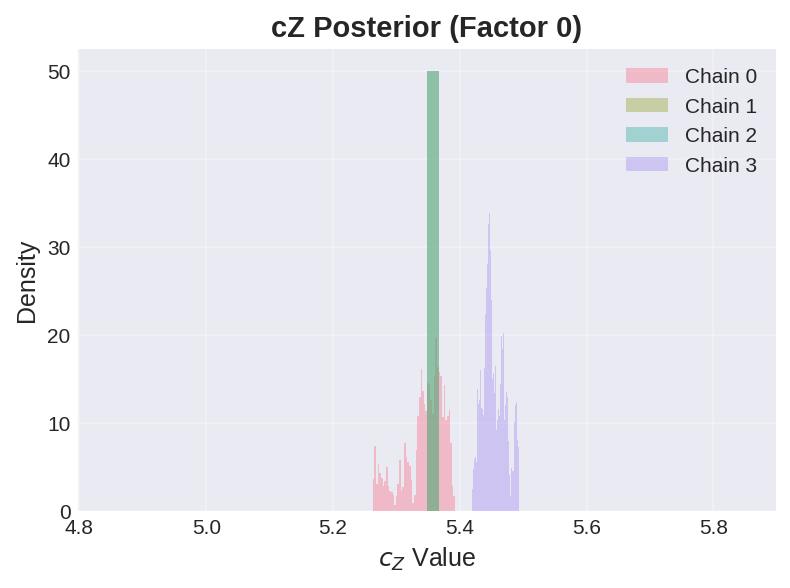 cZ Posterior (Factor 0)
50
40
30
20
10
0
Density
Chain 0
Chain 1
Chain 2
Chain 3
4.8 5.0 5.2 5.4 5.6 5.8
c_Z Value